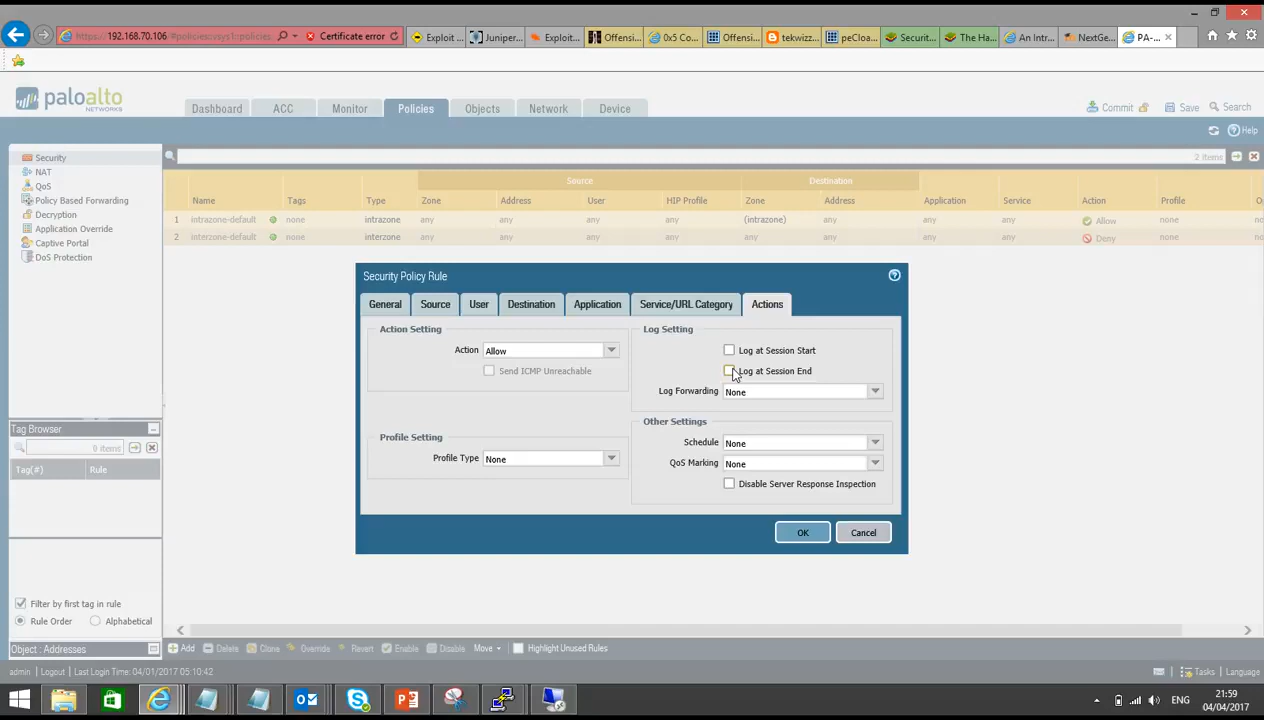 https://192.168.70.106/#policies:vsys1::policies
Certificate error
Exploit ...
Juniper...
Exploit...
Offensi...
0x5 Co...
Offensi...
tekwizz...
peCloa...
Securit...
The Ha...
An Intr...
NextGe...
PA-...
paloalto
NETWORKS
Dashboard
ACC
Monitor
Policies
Objects
Network
Device
Commit
Save
Search
Help
Security
NAT
QoS
Policy Based Forwarding
Decryption
Application Override
Captive Portal
DoS Protection
2 items
Source
Destination
Name
Tags
Type
Zone
Address
User
HIP Profile
Zone
Address
Application
Service
Action
Profile
1 intrazone-default none intrazone any any any any (intrazone) any any any Allow none
2 interzone-default none interzone any any any any any any any any Deny none
Security Policy Rule
General
Source
User
Destination
Application
Service/URL Category
Actions
Action Setting
Action Allow
Send ICMP Unreachable
Profile Setting
Profile Type None
Log Setting
Log at Session Start
Log at Session End
Log Forwarding None
Other Settings
Schedule None
QoS Marking None
Disable Server Response Inspection
OK
Cancel
Tag Browser
9 items
Tag(#)
Rule
Filter by first tag in rule
Rule Order
Alphabetical
Object : Addresses
Add
Delete
Clone
Override
Revert
Enable
Disable
Move
Highlight Unused Rules
admin | Logout | Last Login Time: 04/01/2017 05:10:42
Tasks | Language
ENG
21:59
04/04/2017